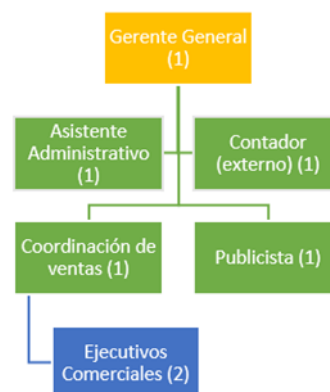 Gerente General
(1)
Asistente
Administrativo
(1)
Contador
(externo) (1)
Coordinación de
ventas (1)
Publicista (1)
Ejecutivos
Comerciales (2)